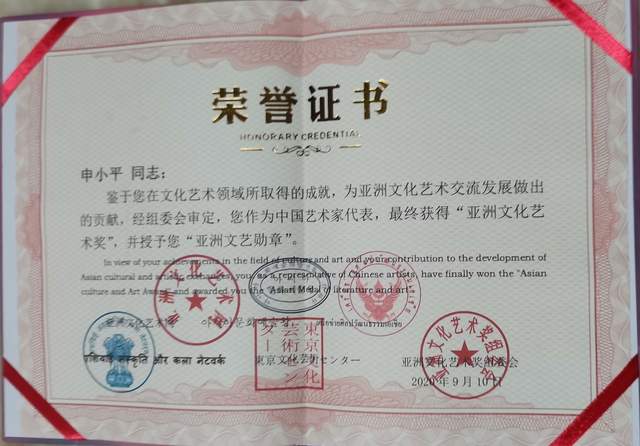 荣誉证书
HONORARY CREDENTIAL
申小平 同志：
鉴于您在文化艺术领域所取得的成就，为亚洲文化艺术交流发展做出
的贡献，经组委会审定，您作为中国艺术家代表，最终获得“亚洲文化艺
术奖”，并授予您“亚洲文艺勋章”。
In view of your achievements in the field of culture and art and your contribution to the development of
Asian cultural and artistic exchanges, you, as a representative of Chinese artists, have finally won the "Asian
culture and Art Award" and awarded you the "Asian Medal of literature and art".
एशियाई संस्कृति और कला नेटवर्क
東京文化芸術センター
亚洲文化艺术奖组委会
2020年9月10日